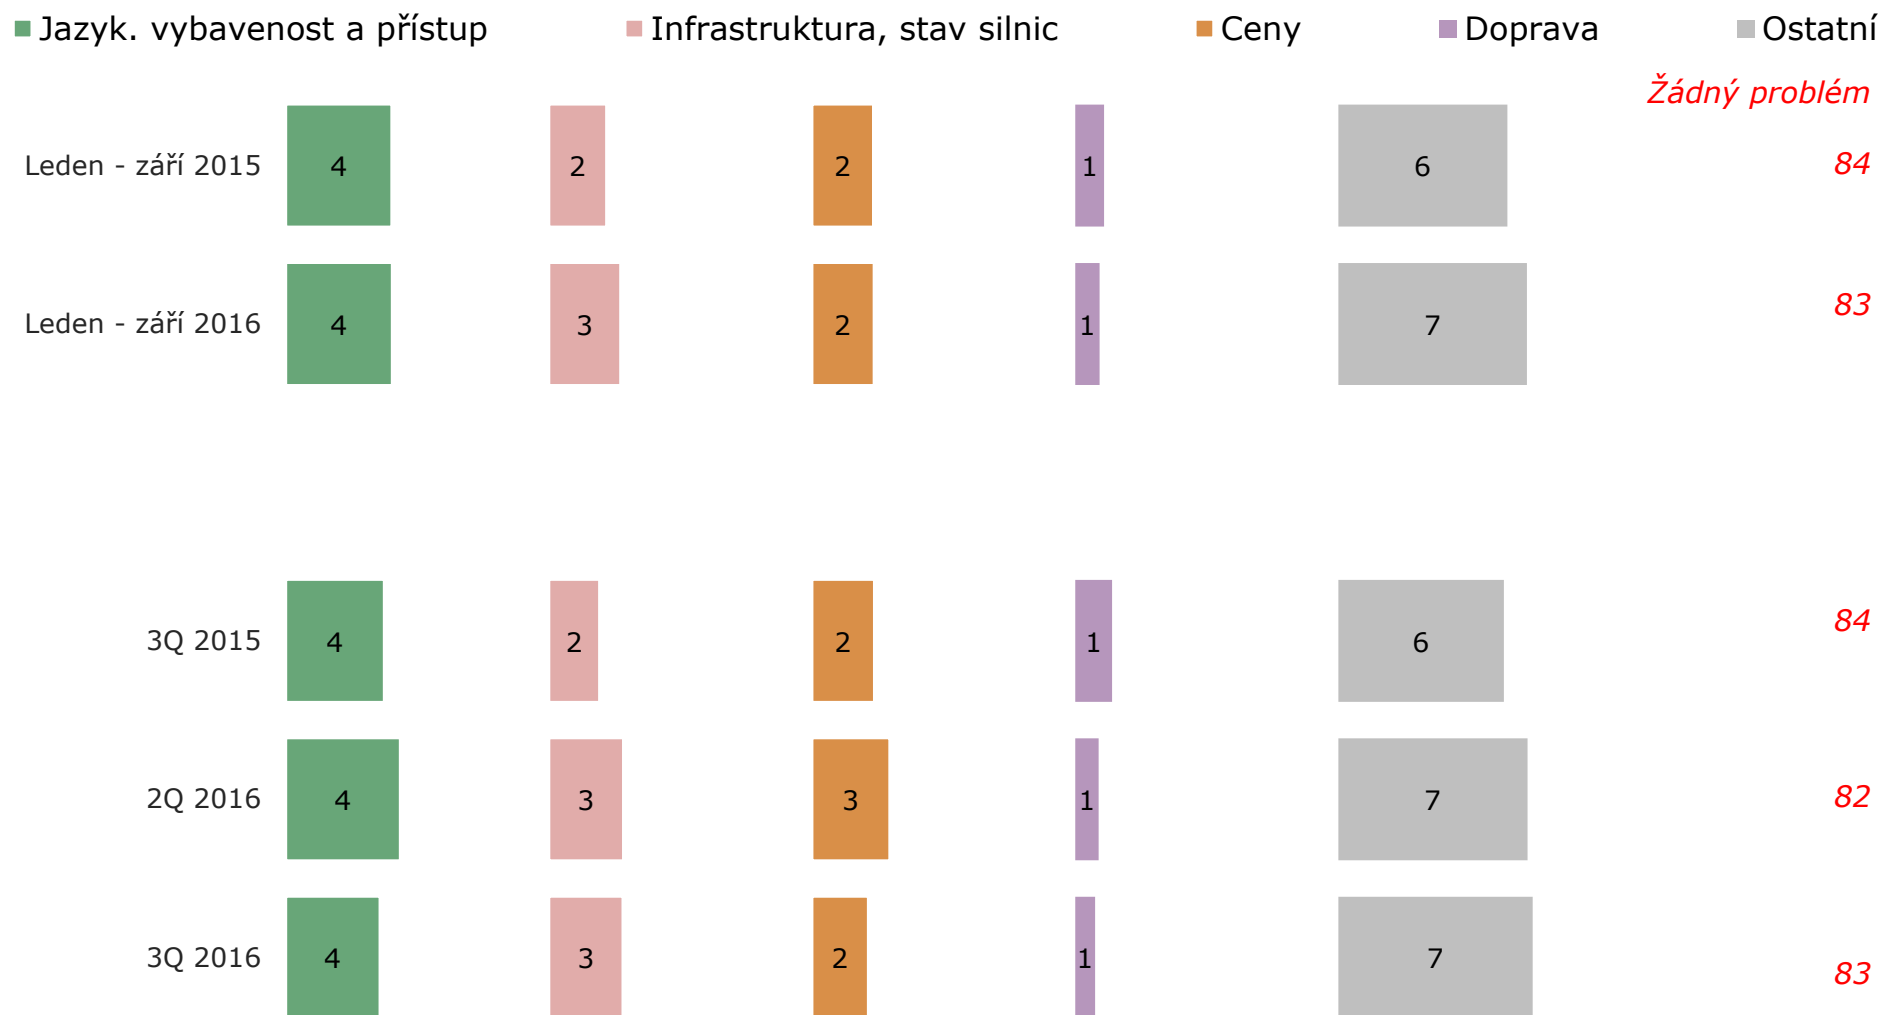 Jazyk. vybavenost a přístup Infrastruktura, stav silnic Ceny Doprava Ostatní
Žádný problém
Leden - září 2015 4 2 2 1 6 84
Leden - září 2016 4 3 2 1 7 83
3Q 2015 4 2 2 1 6 84
2Q 2016 4 3 3 1 7 82
3Q 2016 4 3 2 1 7 83